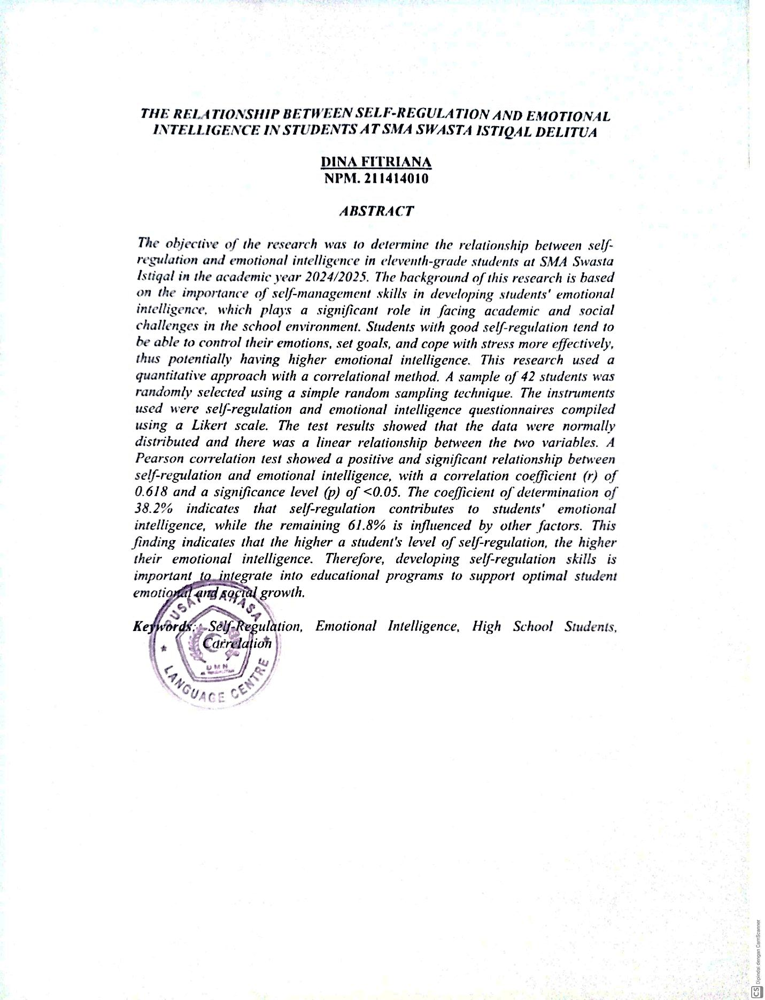 THE RELATIONSHIP BETWEEN SELF-REGULATION AND EMOTIONAL
INTELLIGENCE IN STUDENTS AT SMA SWASTA ISTIQAL DELITUA
DINA FITRIANA
NPM. 211414010
ABSTRACT
The objective of the research was to determine the relationship between self-
regulation and emotional intelligence in eleventh-grade students at SMA Swasta
Istiqal in the academic year 2024/2025. The background of this research is based
on the importance of self-management skills in developing students' emotional
intelligence, which plays a significant role in facing academic and social
challenges in the school environment. Students with good self-regulation tend to
be able to control their emotions, set goals, and cope with stress more effectively,
thus potentially having higher emotional intelligence. This research used a
quantitative approach with a correlational method. A sample of 42 students was
randomly selected using a simple random sampling technique. The instruments
used were self-regulation and emotional intelligence questionnaires compiled
using a Likert scale. The test results showed that the data were normally
distributed and there was a linear relationship between the two variables. A
Pearson correlation test showed a positive and significant relationship between
self-regulation and emotional intelligence, with a correlation coefficient (r) of
0.618 and a significance level (p) of <0.05. The coefficient of determination of
38.2% indicates that self-regulation contributes to students' emotional
intelligence, while the remaining 61.8% is influenced by other factors. This
finding indicates that the higher a student's level of self-regulation, the higher
their emotional intelligence. Therefore, developing self-regulation skills is
important to integrate into educational programs to support optimal student
emotional and social growth.
Keywords: Self-Regulation, Emotional Intelligence, High School Students,
Correlation
PUSAT BAHASA
UMN
LANGUAGE CENTRE
CS Dipindai dengan CamScanner